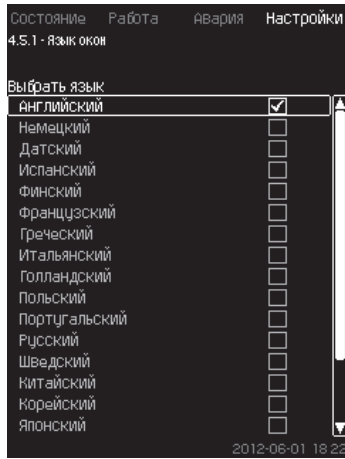 Состояние Работа Авария Настройки
4.5.1 - Язык окон
Выбрать язык
Английский
Немецкий
Датский
Испанский
Финский
Французский
Греческий
Итальянский
Голландский
Польский
Португальский
Русский
Шведский
Китайский
Корейский
Японский
2012-06-01 18:22